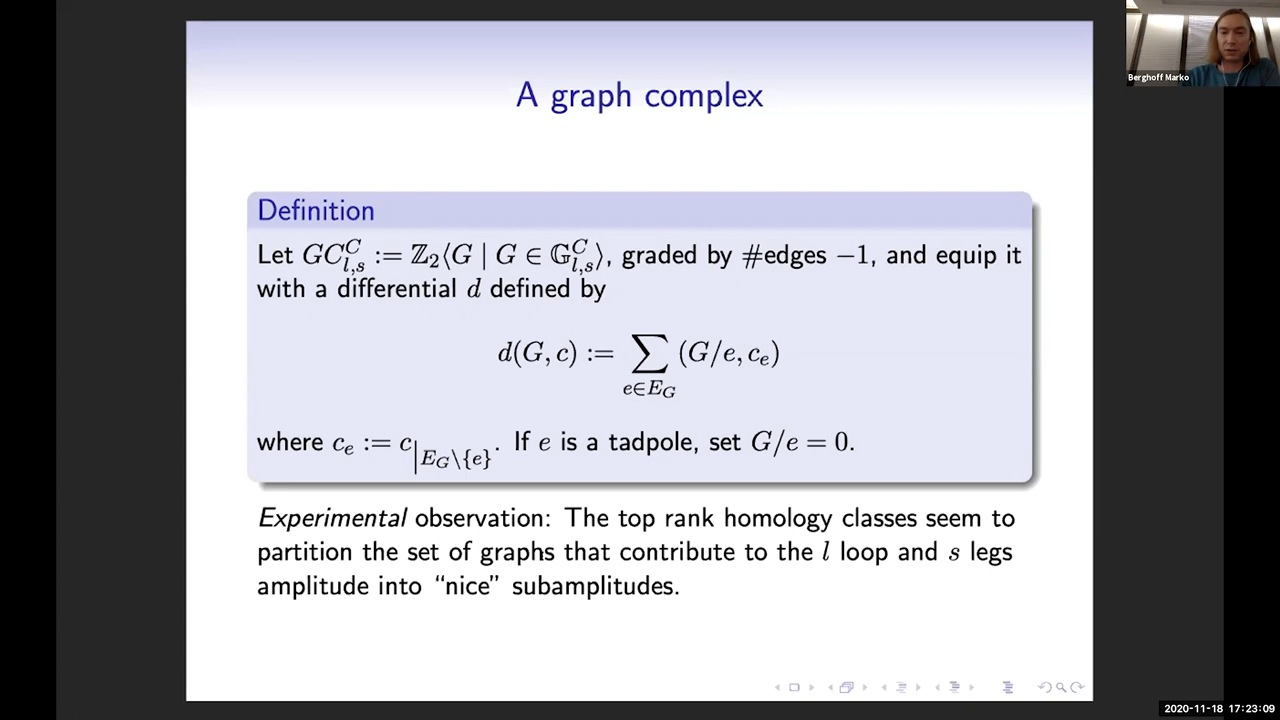 A graph complex
Berghoff Marko
Definition
Let $GC^{C}_{l,s} := \mathbb{Z}_2\langle G \mid G \in \mathbb{G}^{C}_{l,s}\rangle$, graded by #edges −1, and equip it
with a differential $d$ defined by
$d(G, c) := \sum_{e \in E_G} (G/e, c_e)$
where $c_e := c_{|E_G \setminus \{e\}}$. If $e$ is a tadpole, set $G/e = 0$.
Experimental observation: The top rank homology classes seem to
partition the set of graphs that contribute to the $l$ loop and $s$ legs
amplitude into “nice” subamplitudes.
2020-11-18 17:23:09